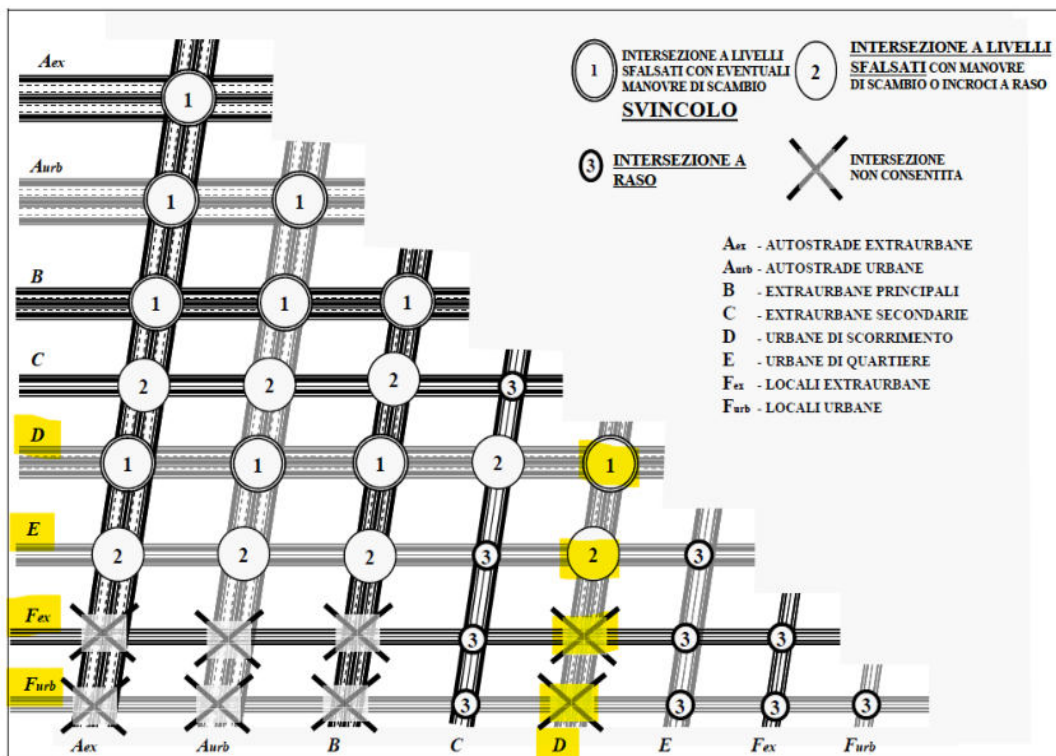 Aex
1
Aurb
1 1
B
1 1 1
C
2 2 2 3
D
1 1 1 2 1
E
2 2 2 3 2 3
Fex
3 3 3
Furb
3 3 3 3
Aex Aurb B C D E Fex Furb
1
INTERSEZIONE A LIVELLI
SFALSATI CON EVENTUALI
MANOVRE DI SCAMBIO
SVINCOLO
2
INTERSEZIONE A LIVELLI
SFALSATI CON MANOVRE
DI SCAMBIO O INCROCI A RASO
3
INTERSEZIONE A
RASO
INTERSEZIONE
NON CONSENTITA
Aex - AUTOSTRADE EXTRAURBANE
Aurb - AUTOSTRADE URBANE
B - EXTRAURBANE PRINCIPALI
C - EXTRAURBANE SECONDARIE
D - URBANE DI SCORRIMENTO
E - URBANE DI QUARTIERE
Fex - LOCALI EXTRAURBANE
Furb - LOCALI URBANE